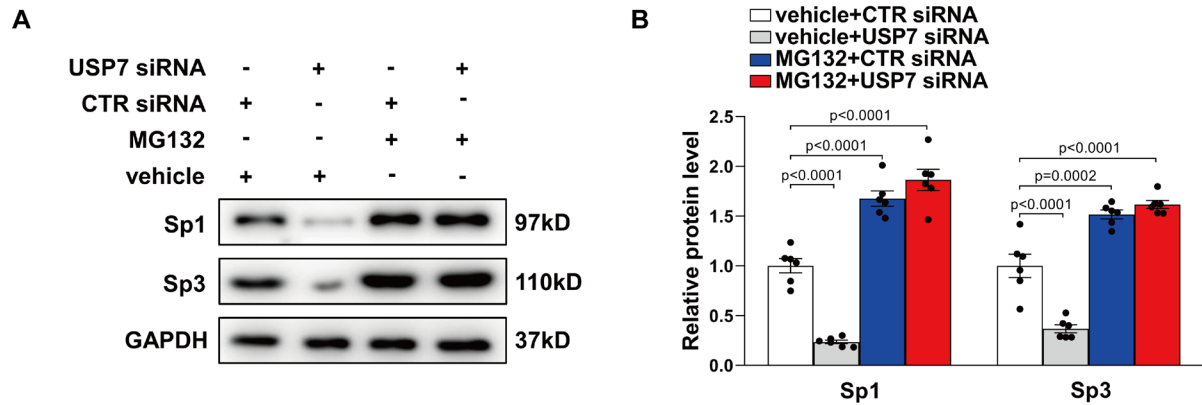 A
USP7 siRNA - + - +
CTR siRNA + - + -
MG132 - - + +
vehicle + + - -
Sp1 97kD
Sp3 110kD
GAPDH 37kD
B
vehicle+CTR siRNA
vehicle+USP7 siRNA
MG132+CTR siRNA
MG132+USP7 siRNA
Relative protein level
2.5
2.0
1.5
1.0
0.5
0.0
p<0.0001
p<0.0001
p<0.0001
p<0.0001
p=0.0002
p<0.0001
Sp1 Sp3